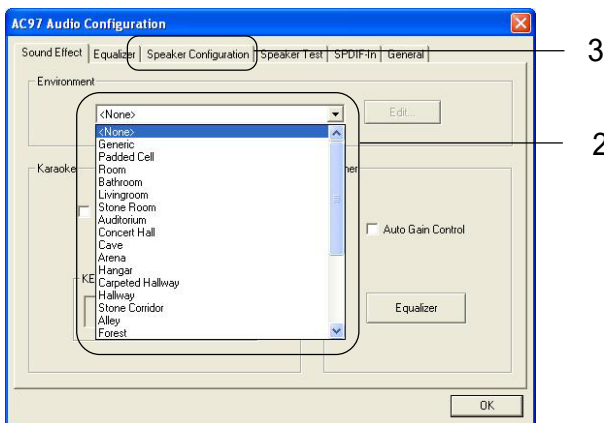 AC97 Audio Configuration
Sound Effect Equalizer Speaker Configuration Speaker Test SPDIF-In General
3
Environment
<None>
Edit...
2
<None>
Generic
Padded Cell
Room
Bathroom
Livingroom
Stone Room
Auditorium
Concert Hall
Cave
Arena
Hangar
Carpeted Hallway
Hallway
Stone Corridor
Alley
Forest
Karaoke
Auto Gain Control
KE
Equalizer
OK